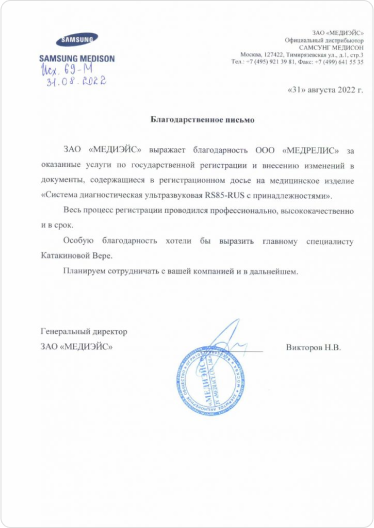 SAMSUNG
SAMSUNG MEDISON
Исх. 69-М
31.08.2022
ЗАО «МЕДИЭЙС»
Официальный дистрибьютор
САМСУНГ МЕДИСОН
Москва, 127422, Тимирязевская ул., д.1, стр.3
Тел.: +7 (495) 921 39 81, Факс: +7 (499) 641 55 35
«31» августа 2022 г.
Благодарственное письмо
ЗАО «МЕДИЭЙС» выражает благодарность ООО «МЕДРЕЛИС» за
оказанные услуги по государственной регистрации и внесению изменений в
документы, содержащиеся в регистрационном досье на медицинское изделие
«Система диагностическая ультразвуковая RS85-RUS с принадлежностями».
Весь процесс регистрации проводился профессионально, высококачественно
и в срок.
Особую благодарность хотели бы выразить главному специалисту
Катакиновой Вере.
Планируем сотрудничать с вашей компанией и в дальнейшем.
Генеральный директор
ЗАО «МЕДИЭЙС»
Викторов Н.В.
«МЕДИЭЙС»